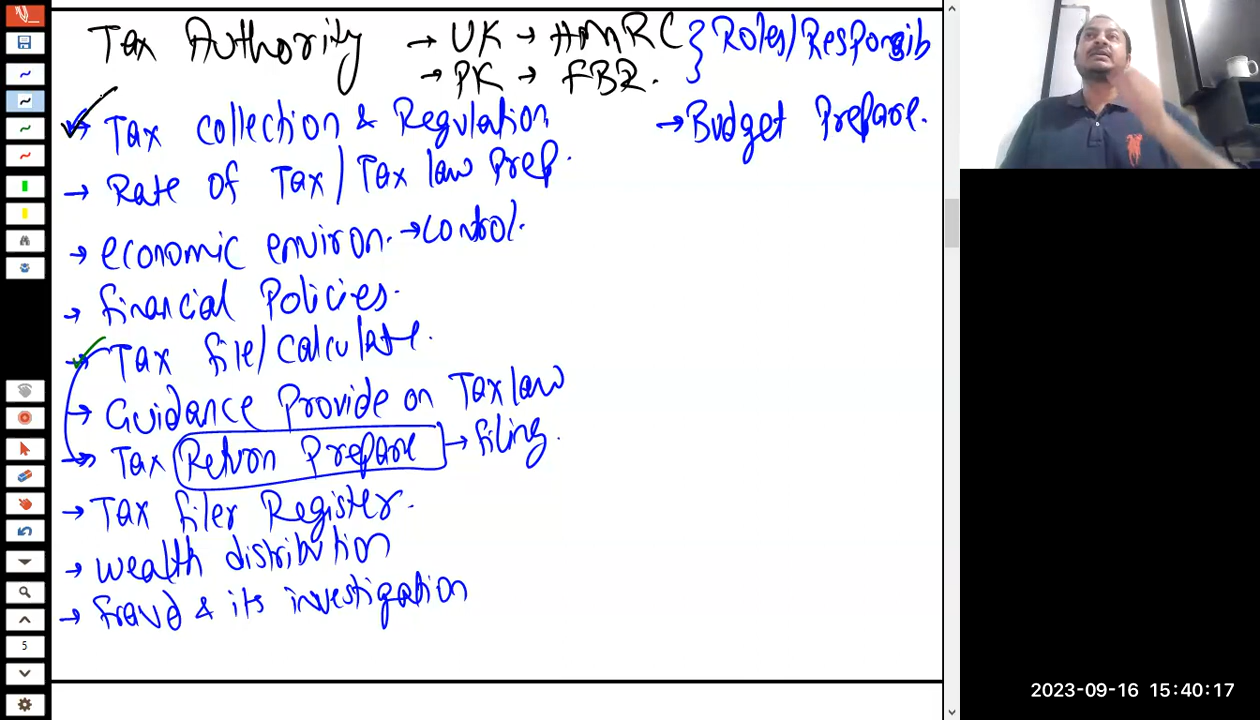 Tax Authority → UK → HMRC } Roles/Responsib
→ PK → FBR.
→ Tax collection & Regulation
→ Budget Prepare.
→ Rate of Tax/Tax law Prep.
→ economic environ. → control.
→ financial Policies.
→ Tax file/calculate.
→ Guidance Provide on Tax law
→ Tax Return Prepare → filing.
→ Tax filer Register.
→ wealth distribution
→ fraud & its investigation
5
2023-09-16 15:40:17